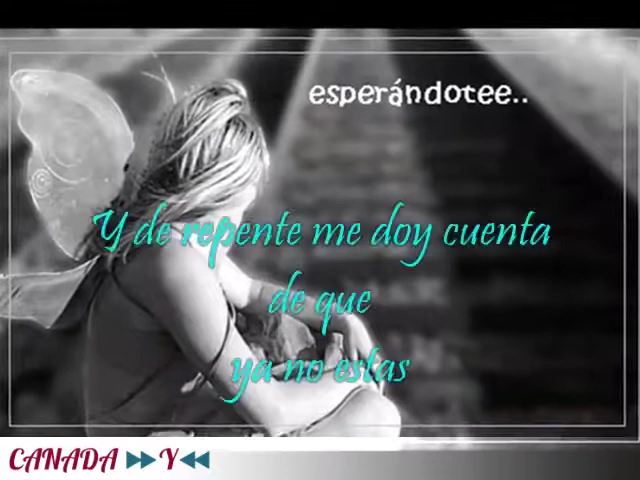 esperándotee..
Y de repente me doy cuenta
de que
ya no estas
CANADA Y